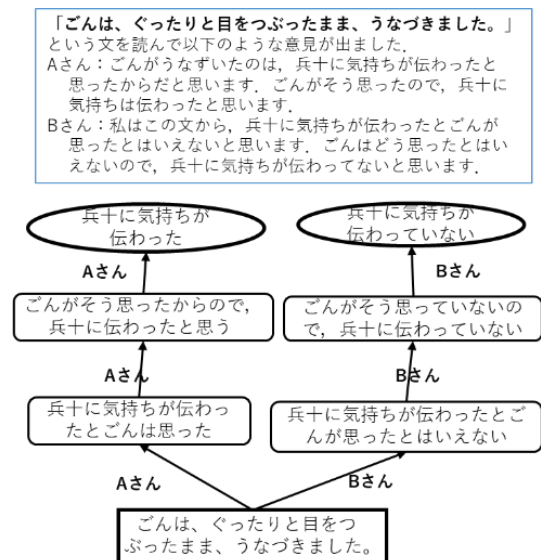 「ごんは、ぐったりと目をつぶったまま、うなづきました。」
という文を読んで以下のような意見が出ました．
Aさん：ごんがうなずいたのは，兵十に気持ちが伝わったと
思ったからだと思います．ごんがそう思ったので，兵十に
気持ちは伝わったと思います．
Bさん：私はこの文から，兵十に気持ちが伝わったとごんが
思ったとはいえないと思います．ごんはどう思ったとはい
えないので，兵十に気持ちが伝わってないと思います．
兵十に気持ちが
伝わった
兵十に気持ちが
伝わっていない
Aさん
Bさん
ごんがそう思ったからので，
兵十に伝わったと思う
ごんがそう思っていないの
で，兵十に伝わっていない
Aさん
Bさん
兵十に気持ちが伝わっ
たとごんは思った
兵十に気持ちが伝わったとご
んが思ったとはいえない
Aさん
Bさん
ごんは、ぐったりと目をつ
ぶったまま、うなづきました。